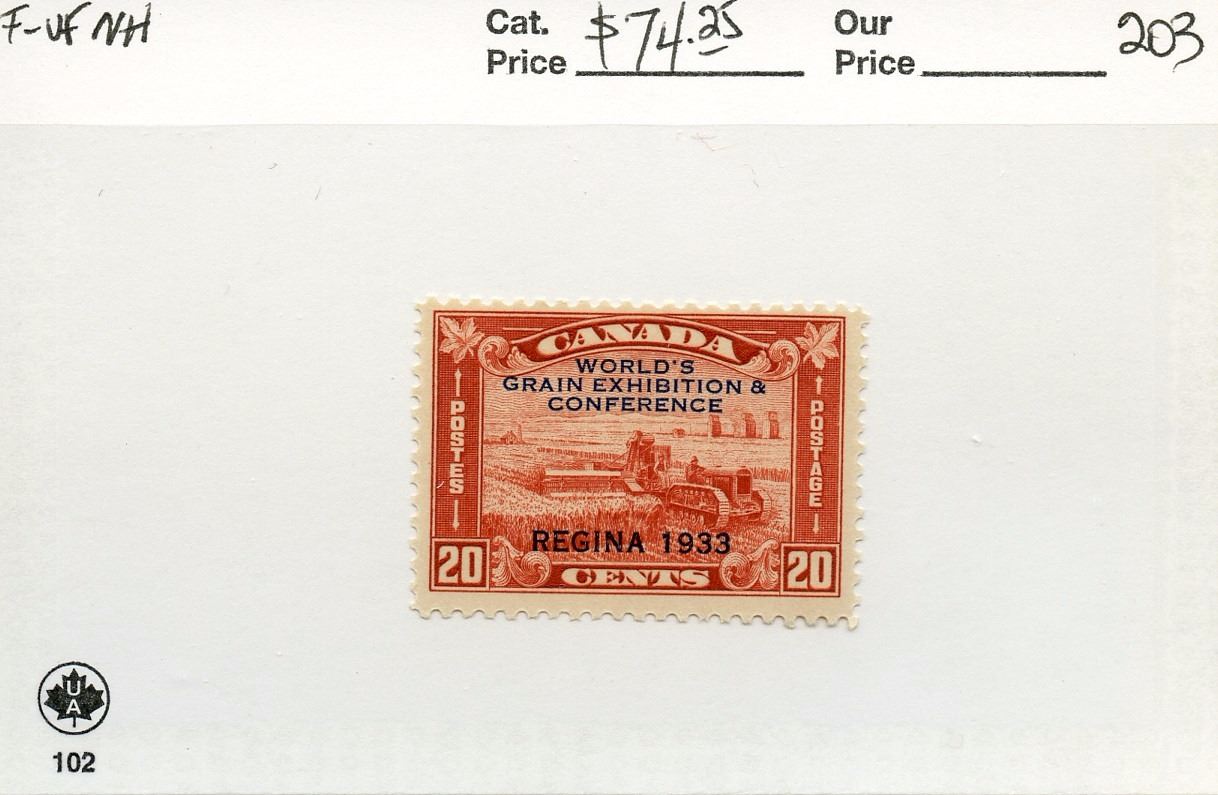 F-VF NH
Cat. Price $74.25
Our Price
203
CANADA
WORLD'S
GRAIN EXHIBITION &
CONFERENCE
POSTES
POSTAGE
REGINA 1933
20 CENTS 20
UA
102